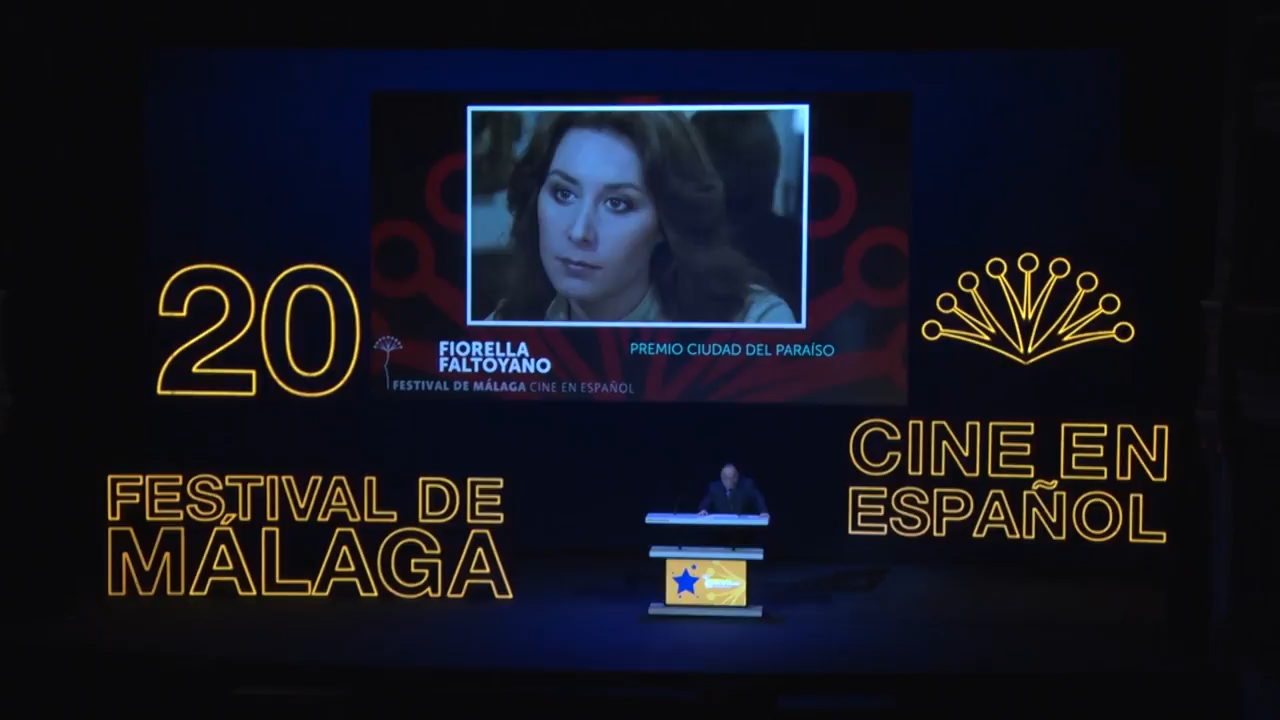 20
FESTIVAL DE
MÁLAGA
FIORELLA
FALTOYANO
PREMIO CIUDAD DEL PARAÍSO
FESTIVAL DE MÁLAGA CINE EN ESPAÑOL
CINE EN
ESPAÑOL